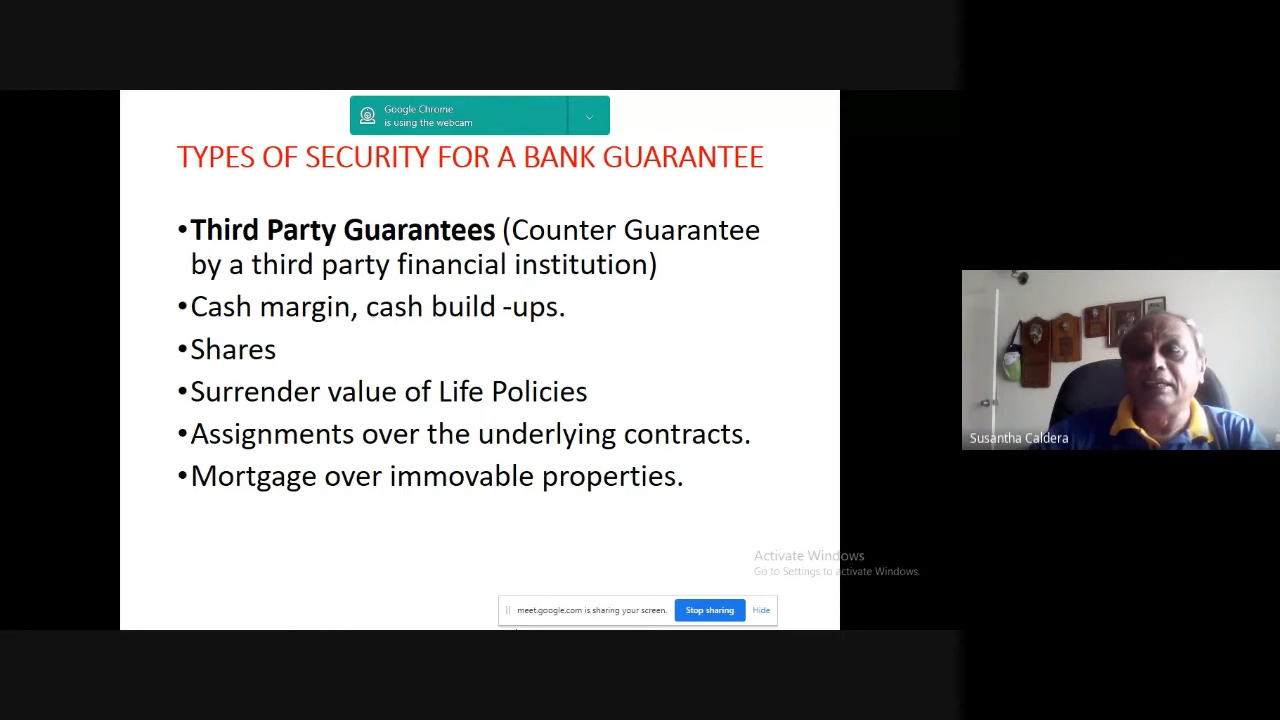 Google Chrome
is using the webcam
TYPES OF SECURITY FOR A BANK GUARANTEE
•Third Party Guarantees (Counter Guarantee
by a third party financial institution)
•Cash margin, cash build -ups.
•Shares
•Surrender value of Life Policies
•Assignments over the underlying contracts.
•Mortgage over immovable properties.
Susantha Caldera
Activate Windows
Go to Settings to activate Windows.
meet.google.com is sharing your screen. Stop sharing Hide